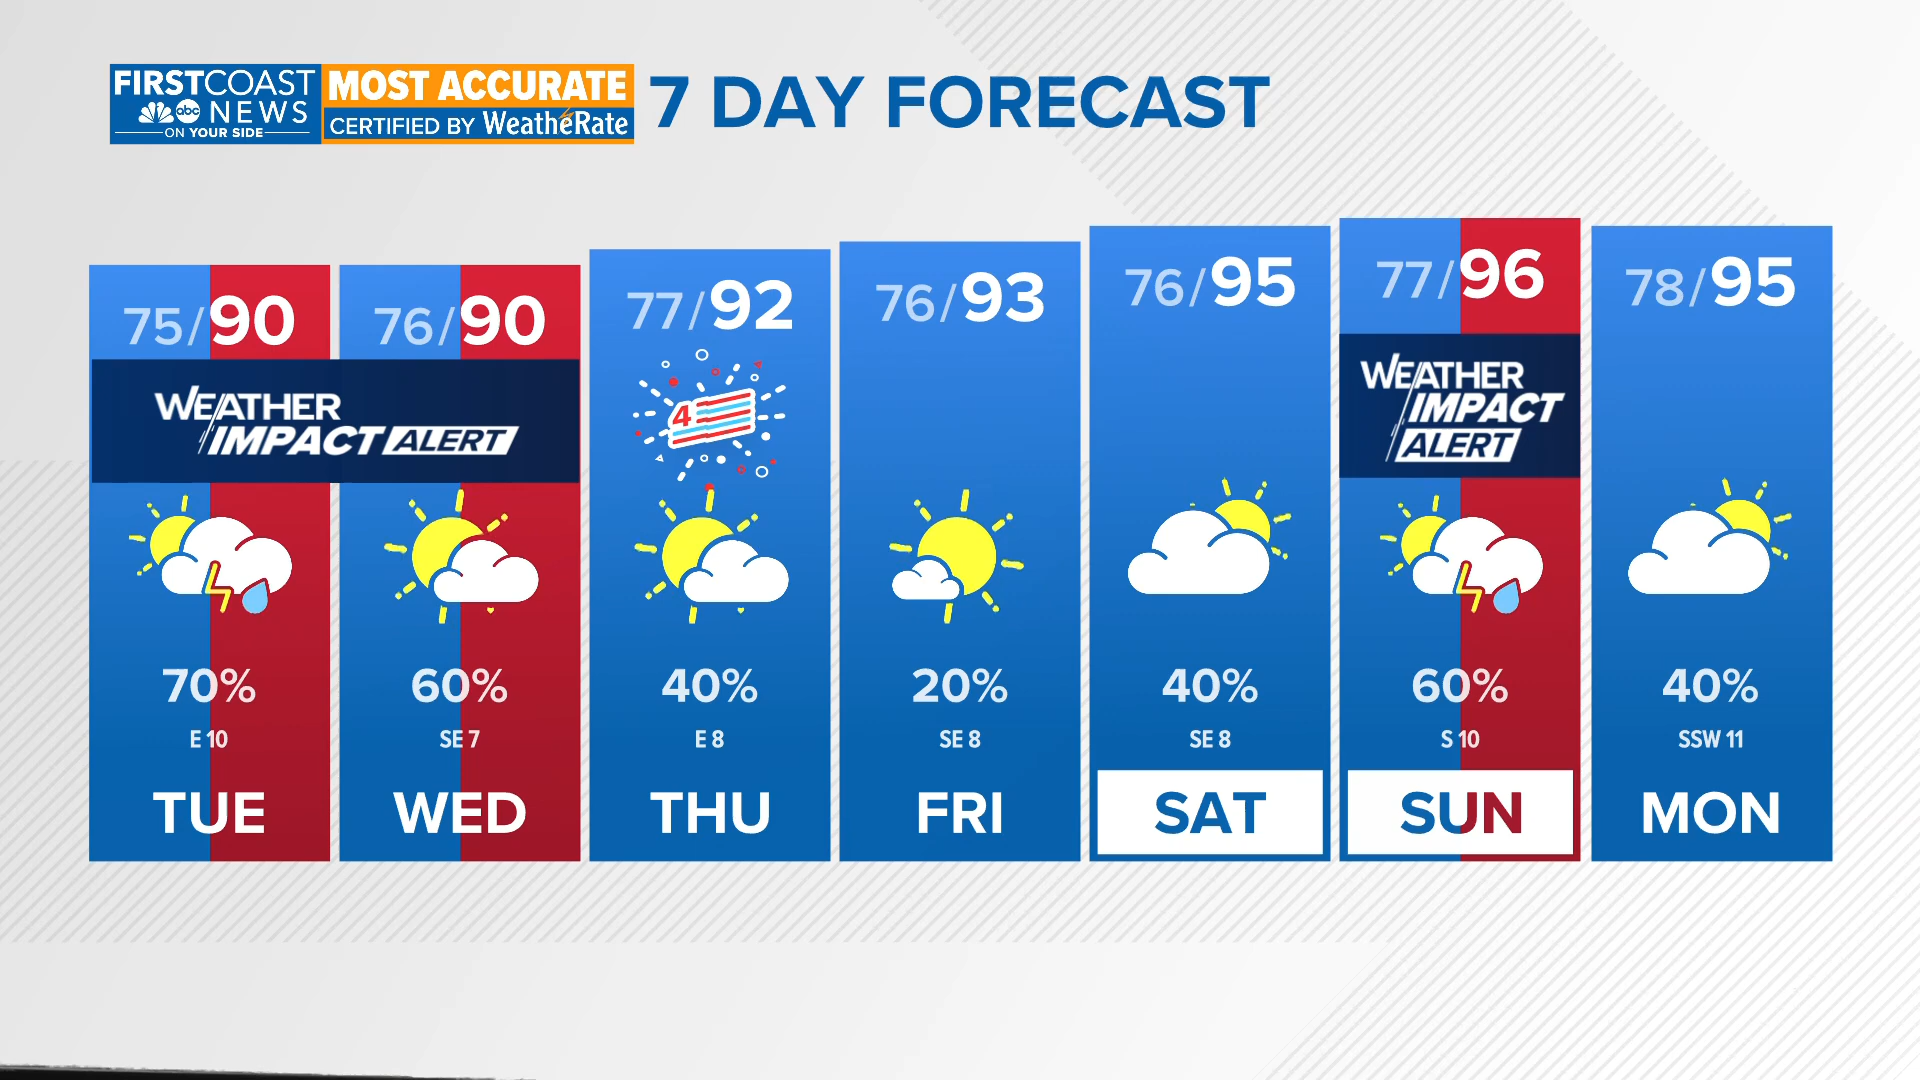 FIRSTCOAST
abc NEWS
ON YOUR SIDE
MOST ACCURATE
CERTIFIED BY WeatheRate
7 DAY FORECAST
75/90
76/90
77/92
76/93
76/95
77/96
78/95
WEATHER
IMPACT ALERT
4
WEATHER
IMPACT
ALERT
70%
60%
40%
20%
40%
60%
40%
E 10
SE 7
E 8
SE 8
SE 8
S 10
SSW 11
TUE
WED
THU
FRI
SAT
SUN
MON